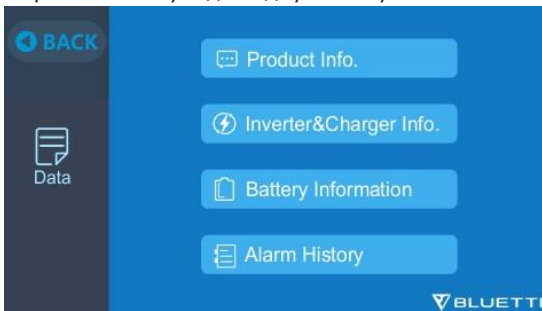 BACK
Product Info.
Inverter&Charger Info.
Data
Battery Information
Alarm History
BLUETTI